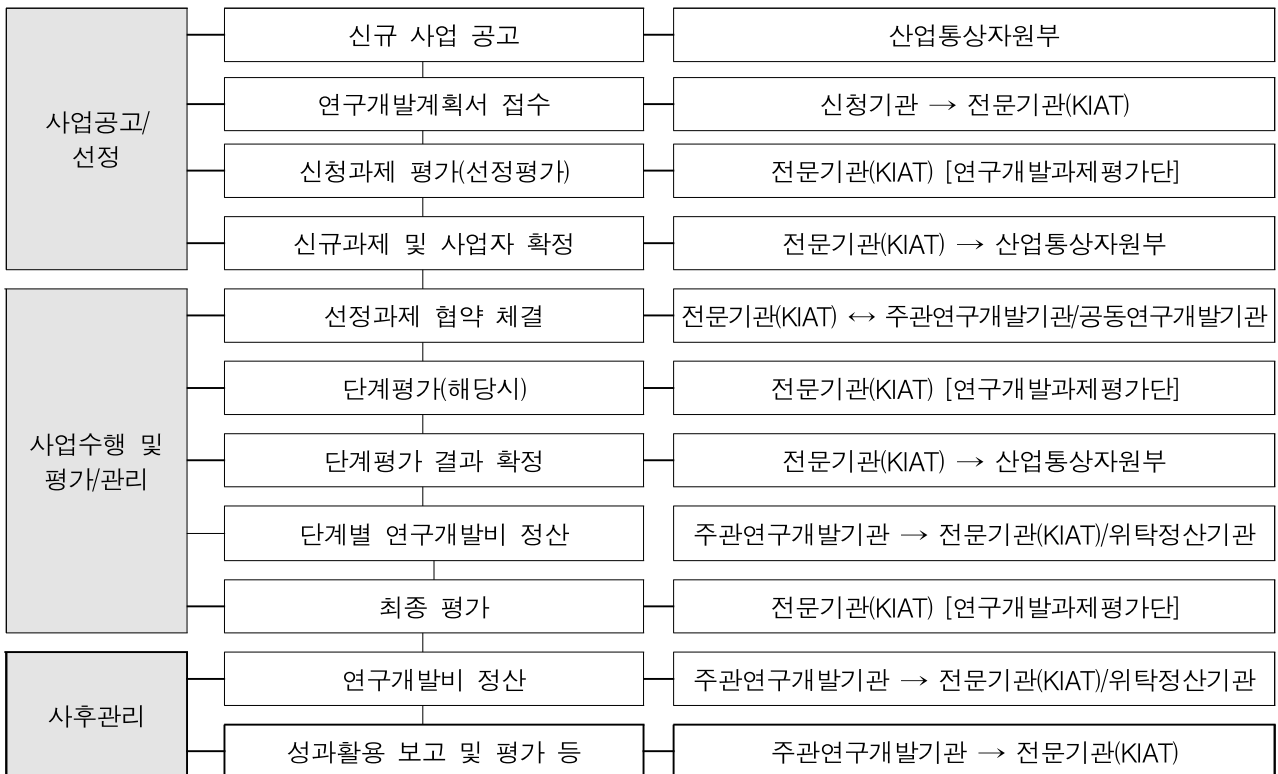 사업공고/
선정
신규 사업 공고
산업통상자원부
연구개발계획서 접수
신청기관 → 전문기관(KIAT)
신청과제 평가(선정평가)
전문기관(KIAT) [연구개발과제평가단]
신규과제 및 사업자 확정
전문기관(KIAT) → 산업통상자원부
사업수행 및
평가/관리
선정과제 협약 체결
전문기관(KIAT) ↔ 주관연구개발기관/공동연구개발기관
단계평가(해당시)
전문기관(KIAT) [연구개발과제평가단]
단계평가 결과 확정
전문기관(KIAT) → 산업통상자원부
단계별 연구개발비 정산
주관연구개발기관 → 전문기관(KIAT)/위탁정산기관
최종 평가
전문기관(KIAT) [연구개발과제평가단]
사후관리
연구개발비 정산
주관연구개발기관 → 전문기관(KIAT)/위탁정산기관
성과활용 보고 및 평가 등
주관연구개발기관 → 전문기관(KIAT)